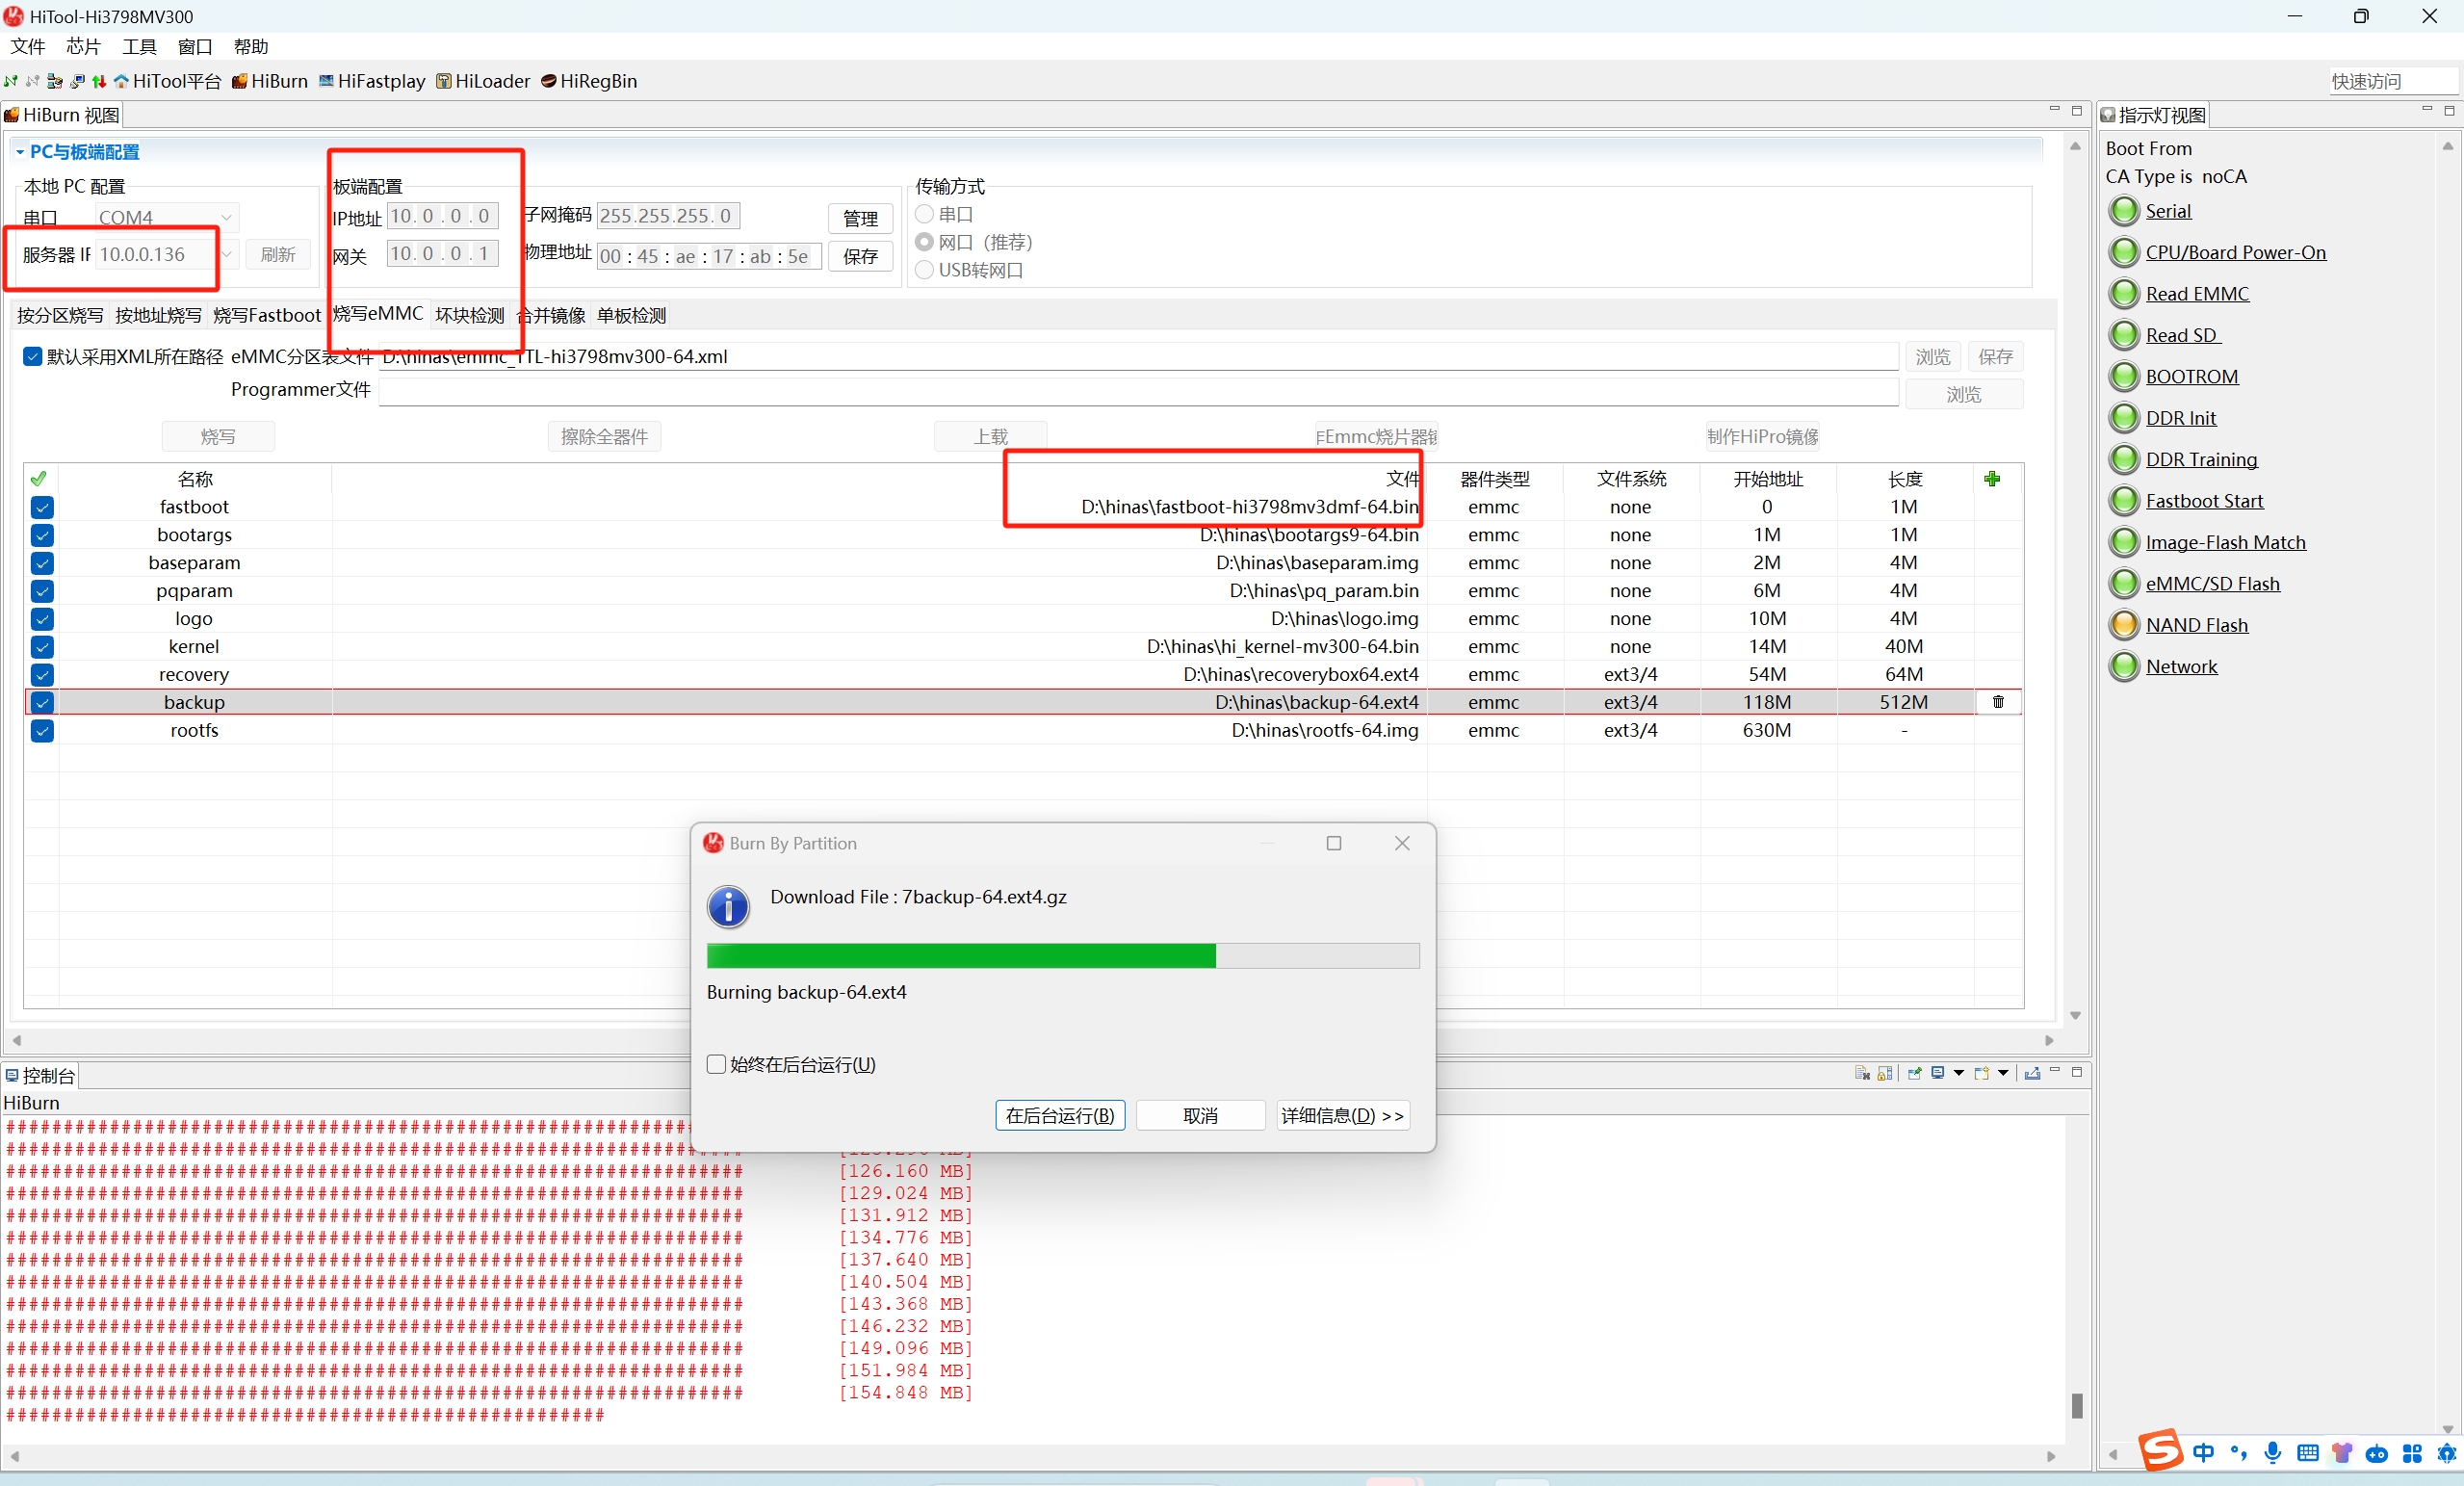 HiTool-Hi3798MV300
文件 芯片 工具 窗口 帮助
HiTool平台 HiBurn HiFastplay HiLoader HiRegBin
快速访问
HiBurn 视图
PC与板端配置
本地 PC 配置
串口 COM4
服务器 IF 10.0.0.136 刷新
板端配置
IP地址 10. 0 . 0 . 0 子网掩码 255.255.255. 0 管理
网关 10. 0 . 0 . 1 物理地址 00 : 45 : ae : 17 : ab : 5e 保存
传输方式
串口
网口（推荐）
USB转网口
按分区烧写 按地址烧写 烧写Fastboot 烧写eMMC 坏块检测 合并镜像 单板检测
默认采用XML所在路径 eMMC分区表文件 D:\hinas\emmc_TTL-hi3798mv300-64.xml 浏览 保存
Programmer文件 浏览
烧写 擦除全器件 上载 Emmc烧片器镜 制作HiPro镜像
名称 文件 器件类型 文件系统 开始地址 长度
fastboot D:\hinas\fastboot-hi3798mv3dmf-64.bin emmc none 0 1M
bootargs D:\hinas\bootargs9-64.bin emmc none 1M 1M
baseparam D:\hinas\baseparam.img emmc none 2M 4M
pqparam D:\hinas\pq_param.bin emmc none 6M 4M
logo D:\hinas\logo.img emmc none 10M 4M
kernel D:\hinas\hi_kernel-mv300-64.bin emmc none 14M 40M
recovery D:\hinas\recoverybox64.ext4 emmc ext3/4 54M 64M
backup D:\hinas\backup-64.ext4 emmc ext3/4 118M 512M
rootfs D:\hinas\rootfs-64.img emmc ext3/4 630M -
Burn By Partition
Download File : 7backup-64.ext4.gz
Burning backup-64.ext4
始终在后台运行(U)
在后台运行(B) 取消 详细信息(D) >>
控制台
HiBurn
[126.160 MB]
[129.024 MB]
[131.912 MB]
[134.776 MB]
[137.640 MB]
[140.504 MB]
[143.368 MB]
[146.232 MB]
[149.096 MB]
[151.984 MB]
[154.848 MB]
指示灯视图
Boot From
CA Type is noCA
Serial
CPU/Board Power-On
Read EMMC
Read SD
BOOTROM
DDR Init
DDR Training
Fastboot Start
Image-Flash Match
eMMC/SD Flash
NAND Flash
Network
中